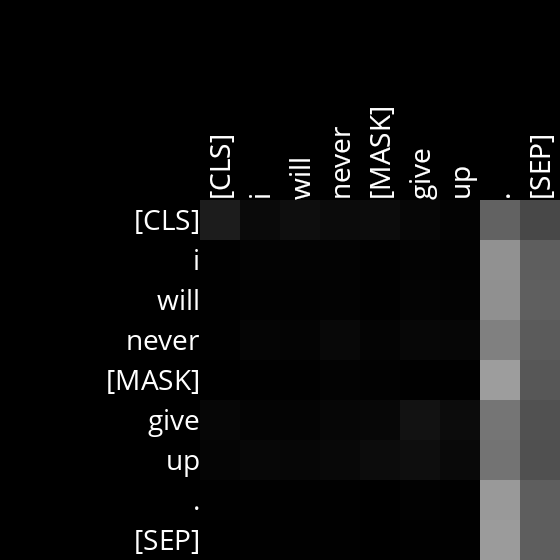 [CLS] i will never [MASK] give up . [SEP]
[CLS]
i
will
never
[MASK]
give
up
.
[SEP]